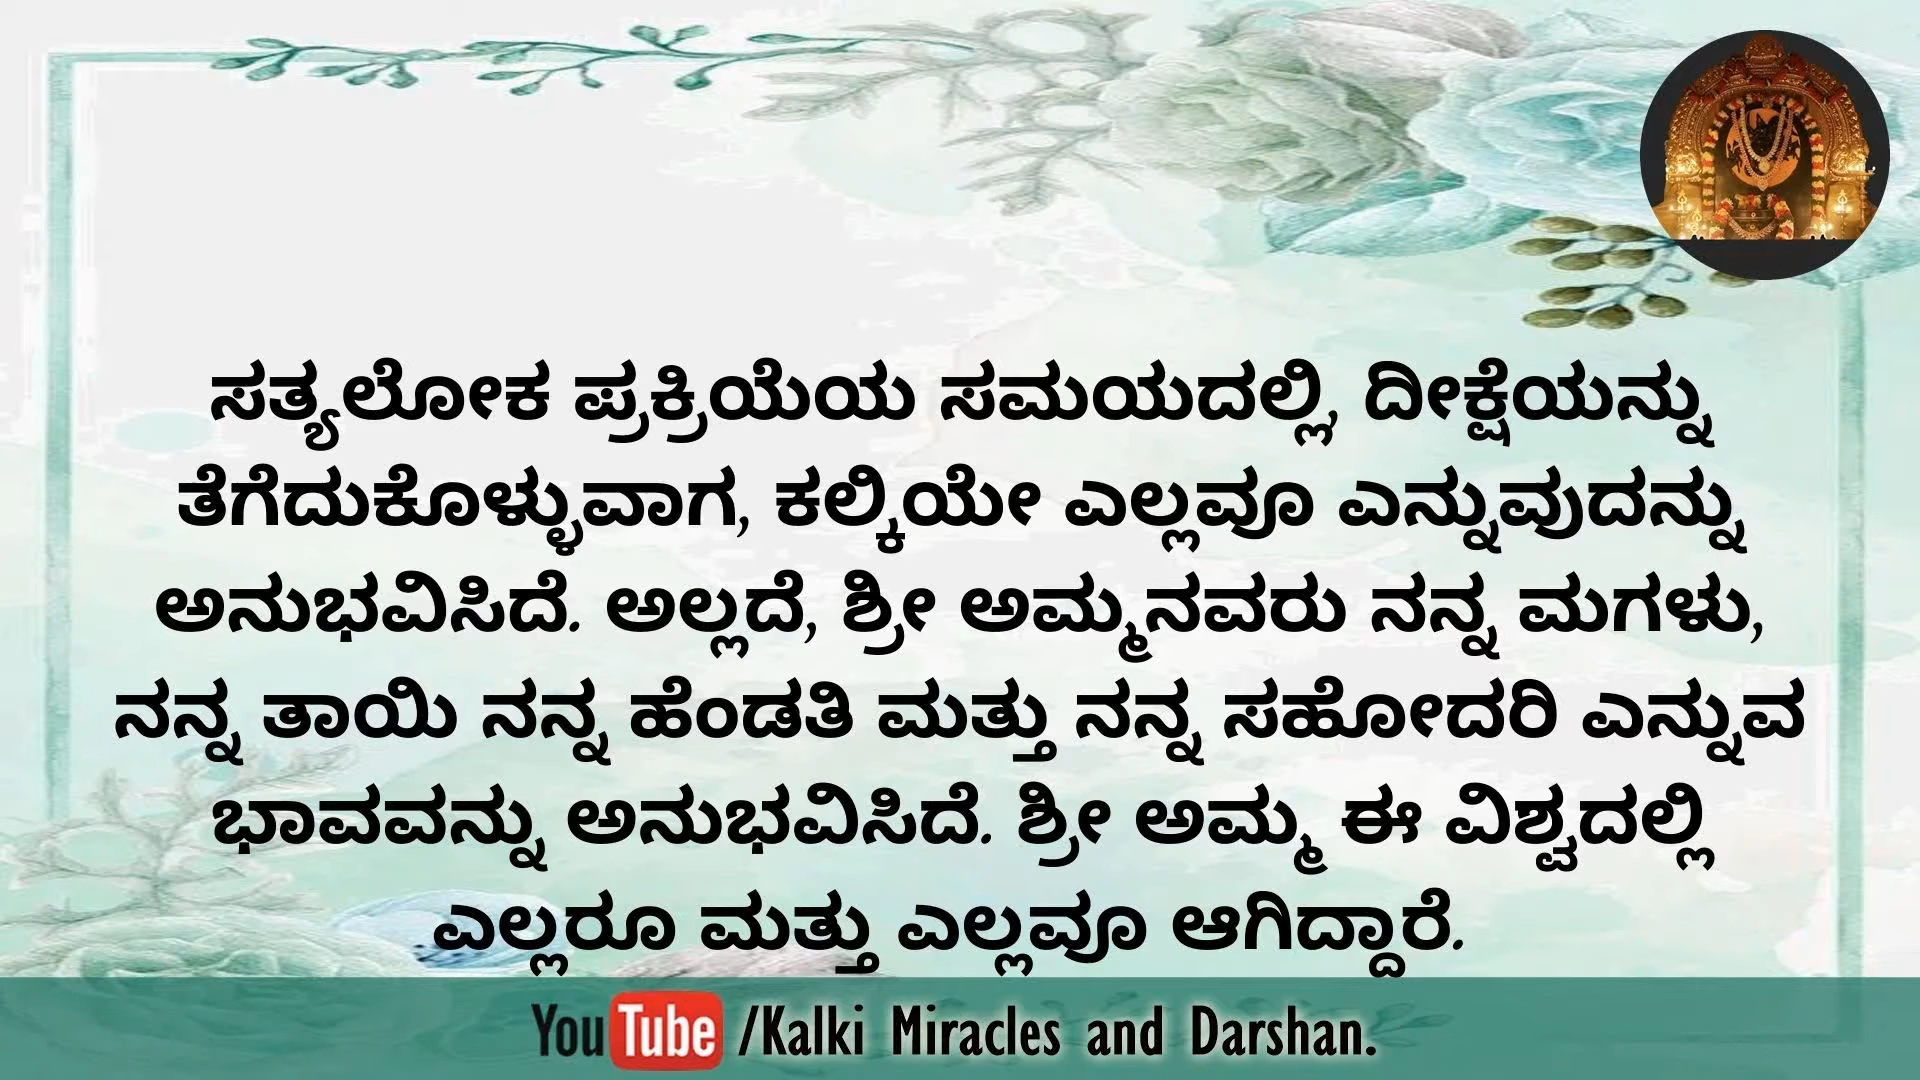 ಸತ್ಯಲೋಕ ಪ್ರಕ್ರಿಯೆಯ ಸಮಯದಲ್ಲಿ, ದೀಕ್ಷೆಯನ್ನು
ತೆಗೆದುಕೊಳ್ಳುವಾಗ, ಕಲ್ಕಿಯೇ ಎಲ್ಲವೂ ಎನ್ನುವುದನ್ನು
ಅನುಭವಿಸಿದೆ. ಅಲ್ಲದೆ, ಶ್ರೀ ಅಮ್ಮನವರು ನನ್ನ ಮಗಳು,
ನನ್ನ ತಾಯಿ ನನ್ನ ಹೆಂಡತಿ ಮತ್ತು ನನ್ನ ಸಹೋದರಿ ಎನ್ನುವ
ಭಾವವನ್ನು ಅನುಭವಿಸಿದೆ. ಶ್ರೀ ಅಮ್ಮ ಈ ವಿಶ್ವದಲ್ಲಿ
ಎಲ್ಲರೂ ಮತ್ತು ಎಲ್ಲವೂ ಆಗಿದ್ದಾರೆ.
YouTube /Kalki Miracles and Darshan.